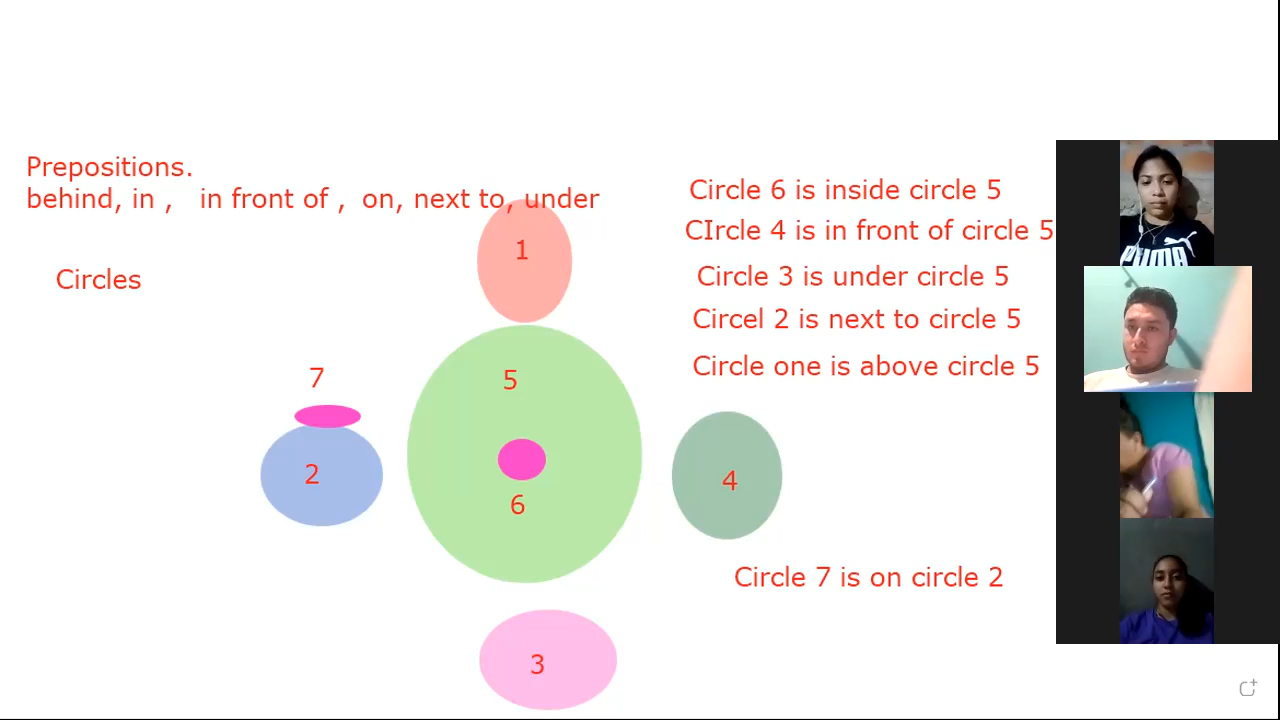 Prepositions.
behind, in ,   in front of ,  on, next to, under
Circles
1
7
5
2
6
4
3
Circle 6 is inside circle 5
CIrcle 4 is in front of circle 5
Circle 3 is under circle 5
Circel 2 is next to circle 5
Circle one is above circle 5
Circle 7 is on circle 2
PUMA